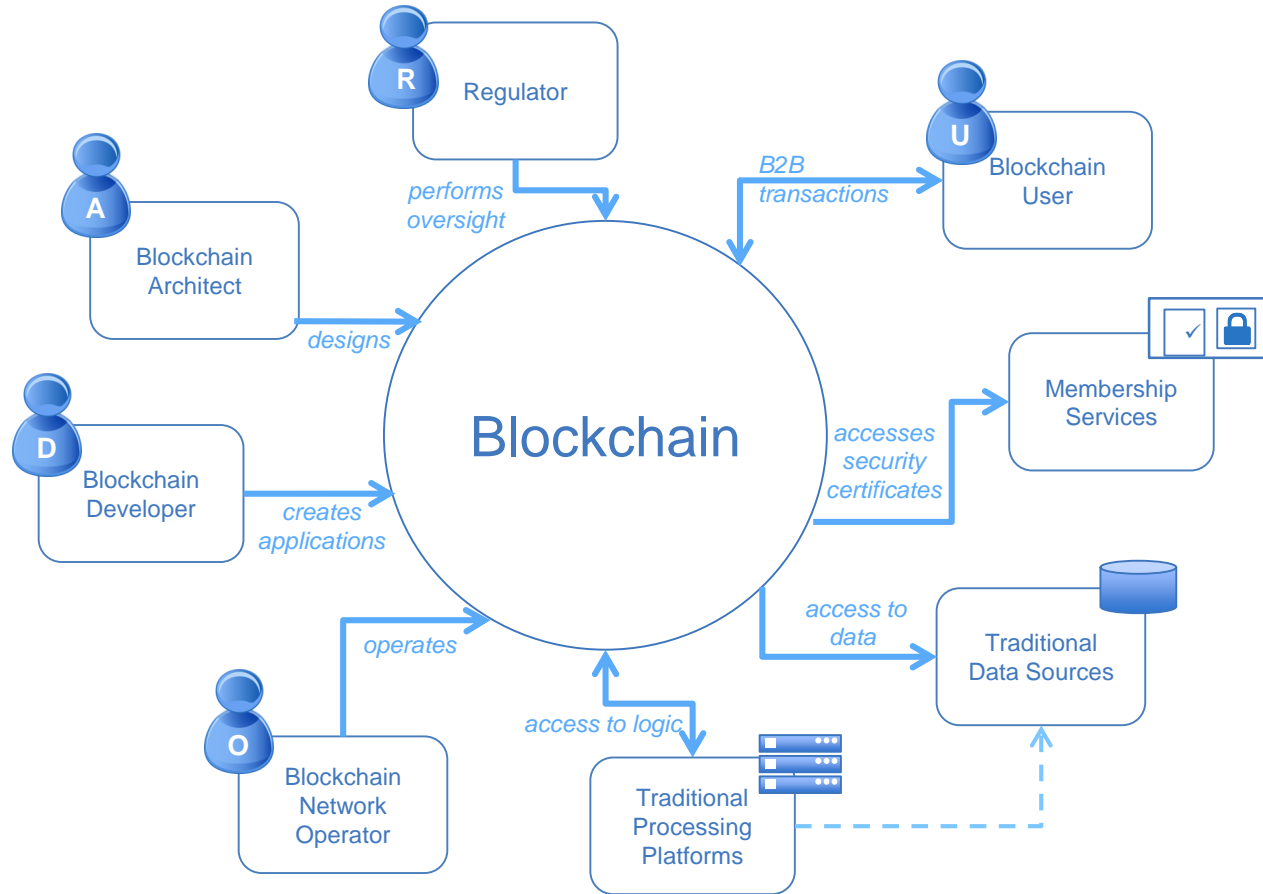 R
Regulator
U
Blockchain
User
B2B
transactions
performs
oversight
A
Blockchain
Architect
designs
Membership
Services
D
Blockchain
Developer
creates
applications
Blockchain
accesses
security
certificates
operates
access to
data
Traditional
Data Sources
O
Blockchain
Network
Operator
access to logic
Traditional
Processing
Platforms